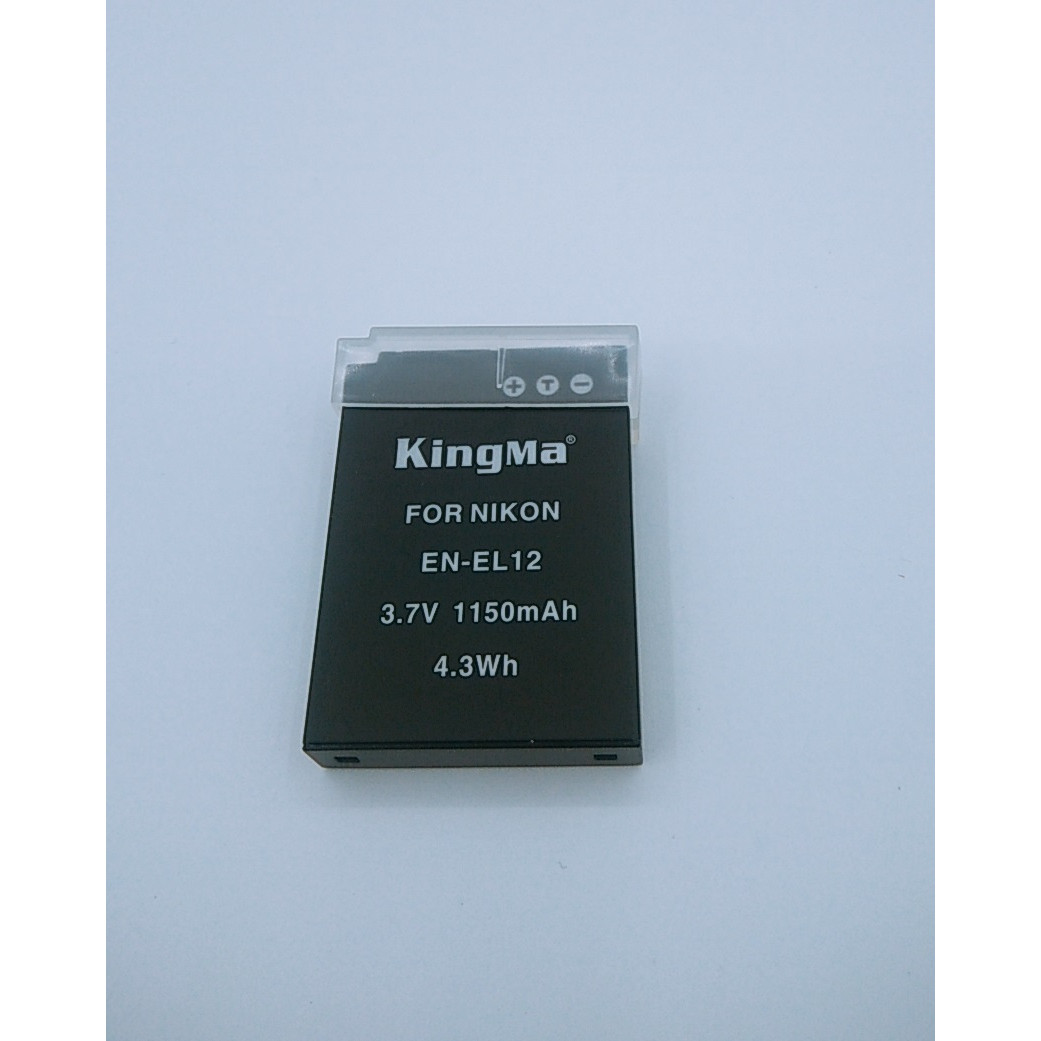 + T −
KingMa®
FOR NIKON
EN-EL12
3.7V 1150mAh
4.3Wh